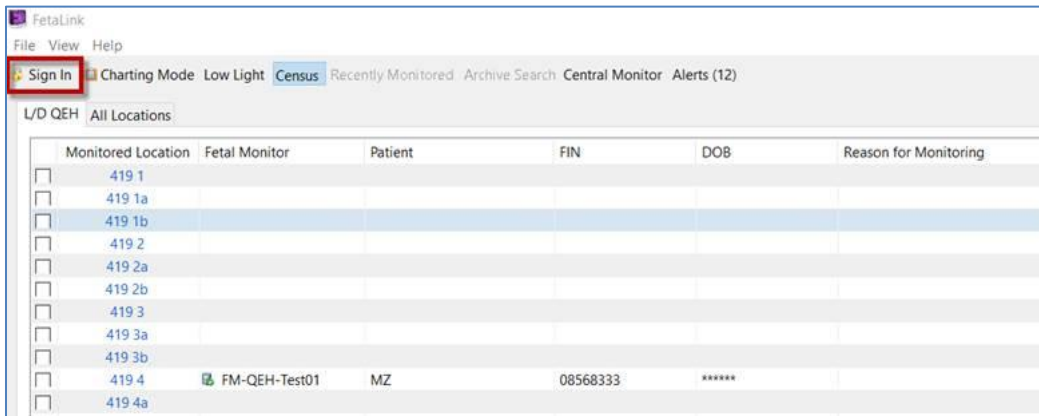 FetaLink
File View Help
Sign In Charting Mode Low Light Census Recently Monitored Archive Search Central Monitor Alerts (12)
L/D QEH All Locations
Monitored Location Fetal Monitor Patient FIN DOB Reason for Monitoring
419 1
419 1a
419 1b
419 2
419 2a
419 2b
419 3
419 3a
419 3b
419 4 FM-QEH-Test01 MZ 08568333 ******
419 4a